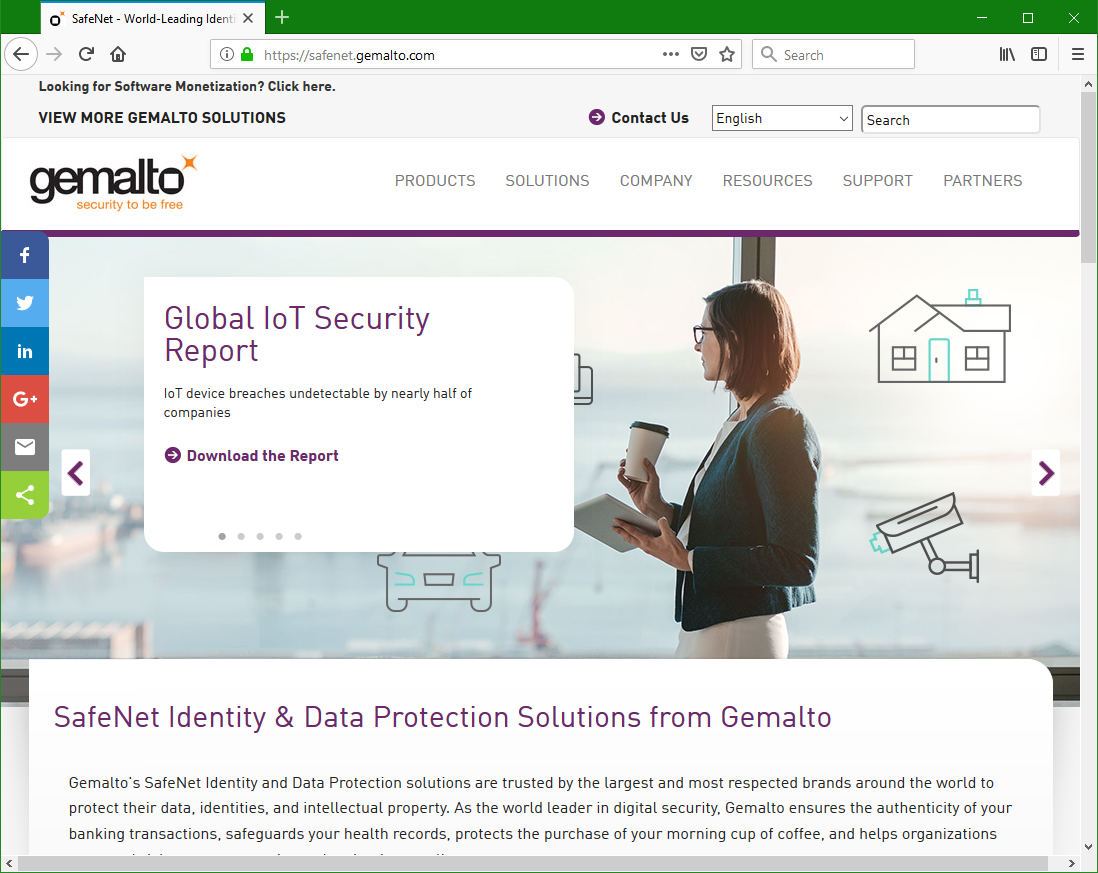 SafeNet - World-Leading Identi
https://safenet.gemalto.com
Search
Looking for Software Monetization? Click here.
VIEW MORE GEMALTO SOLUTIONS
Contact Us
English
Search
gemalto
security to be free
PRODUCTS
SOLUTIONS
COMPANY
RESOURCES
SUPPORT
PARTNERS
f
in
G+
Global IoT Security
Report
IoT device breaches undetectable by nearly half of
companies
Download the Report
SafeNet Identity & Data Protection Solutions from Gemalto
Gemalto's SafeNet Identity and Data Protection solutions are trusted by the largest and most respected brands around the world to
protect their data, identities, and intellectual property. As the world leader in digital security, Gemalto ensures the authenticity of your
banking transactions, safeguards your health records, protects the purchase of your morning cup of coffee, and helps organizations